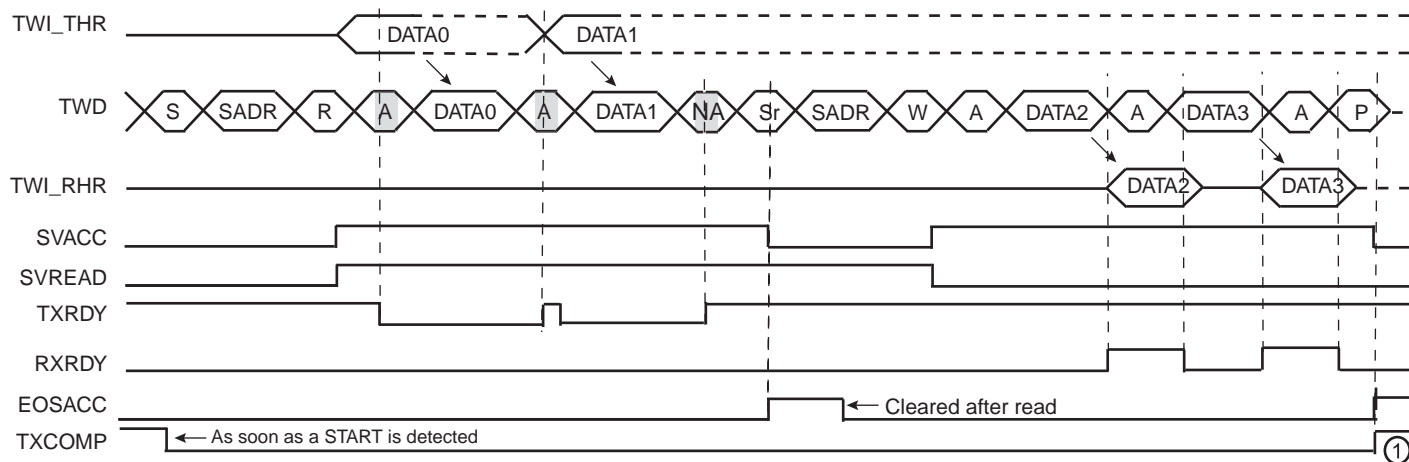 TWI_THR DATA0 DATA1
TWD S SADR R A DATA0 A DATA1 NA Sr SADR W A DATA2 A DATA3 A P
TWI_RHR DATA2 DATA3
SVACC
SVREAD
TXRDY
RXRDY
EOSACC Cleared after read
TXCOMP As soon as a START is detected 1